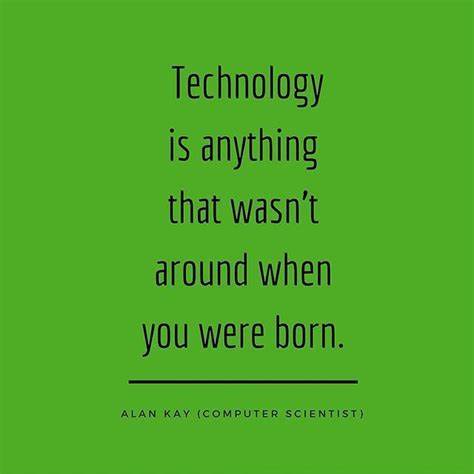 Technology
is anything
that wasn't
around when
you were born.
ALAN KAY (COMPUTER SCIENTIST)